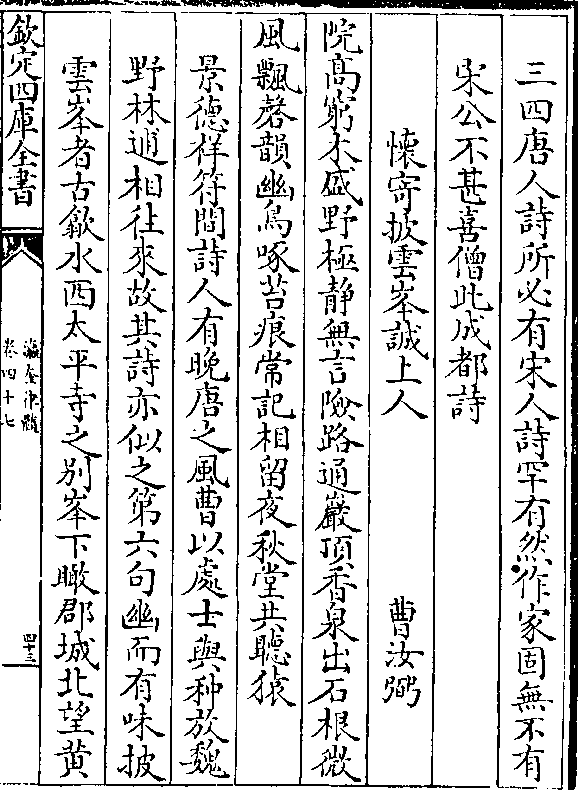 三四唐人詩所必有宋人詩罕有然作家固無不有
宋公不甚喜僧此成都詩
懷寄披雲峯誠上人 曹汝弼
院高窮木盛野極静無言險路通巖頂香泉出石根微
風飄磬韻幽鳥啄苔痕常記相留夜秋堂共聽猿
景德祥符間詩人有晚唐之風曹以處士與种放魏
野林逋相往來故其詩亦似之第六句幽而有味披
雲峯者古歙水西太平寺之別峯下瞰郡城北望黄
欽定四庫全書
瀛奎律髓
卷四十七
四十三